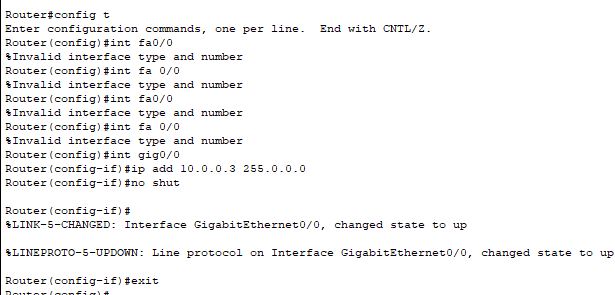 Router#config t
Enter configuration commands, one per line.  End with CNTL/Z.
Router(config)#int fa0/0
%Invalid interface type and number
Router(config)#int fa 0/0
%Invalid interface type and number
Router(config)#int fa0/0
%Invalid interface type and number
Router(config)#int fa 0/0
%Invalid interface type and number
Router(config)#int gig0/0
Router(config-if)#ip add 10.0.0.3 255.0.0.0
Router(config-if)#no shut
Router(config-if)#
%LINK-5-CHANGED: Interface GigabitEthernet0/0, changed state to up
%LINEPROTO-5-UPDOWN: Line protocol on Interface GigabitEthernet0/0, changed state to up
Router(config-if)#exit
Router(config)#